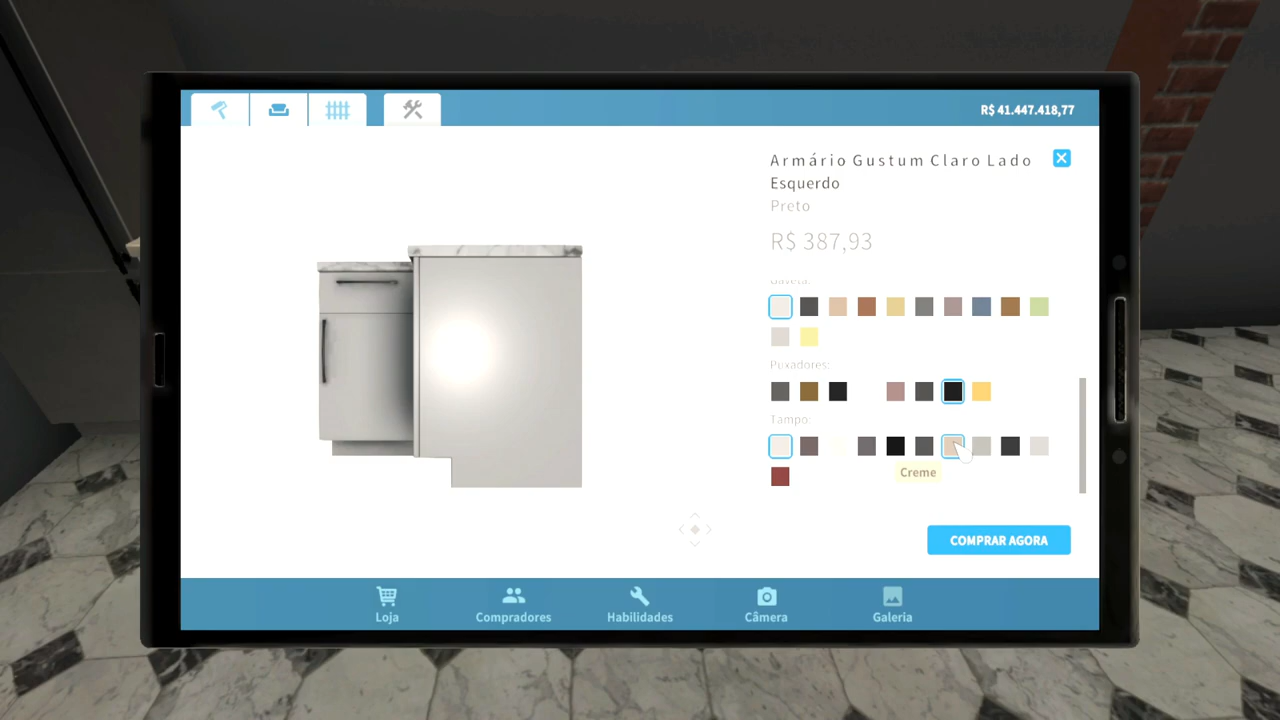 R$ 41.447.418,77
Armário Gustum Claro Lado
Esquerdo
Preto
R$ 387,93
Gaveta:
Puxadores:
Tampo:
Creme
COMPRAR AGORA
Loja
Compradores
Habilidades
Câmera
Galeria